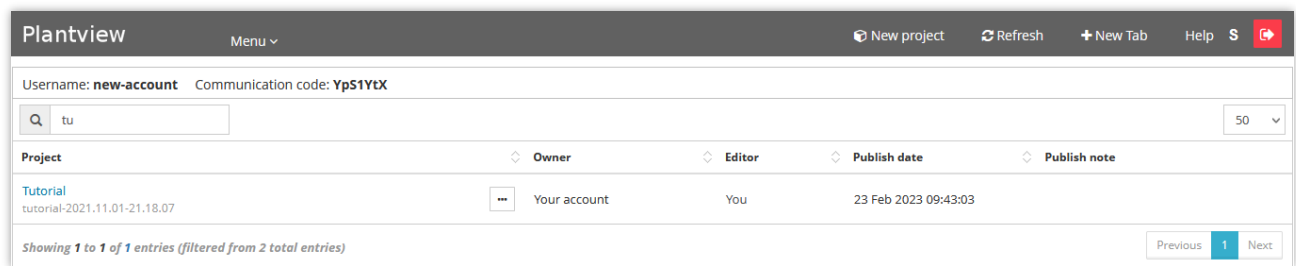 Plantview Menu New project Refresh New Tab Help S
Username: new-account Communication code: YpS1YtX
tu 50
Project Owner Editor Publish date Publish note
Tutorial
tutorial-2021.11.01-21.18.07 ... Your account You 23 Feb 2023 09:43:03
Showing 1 to 1 of 1 entries (filtered from 2 total entries) Previous 1 Next